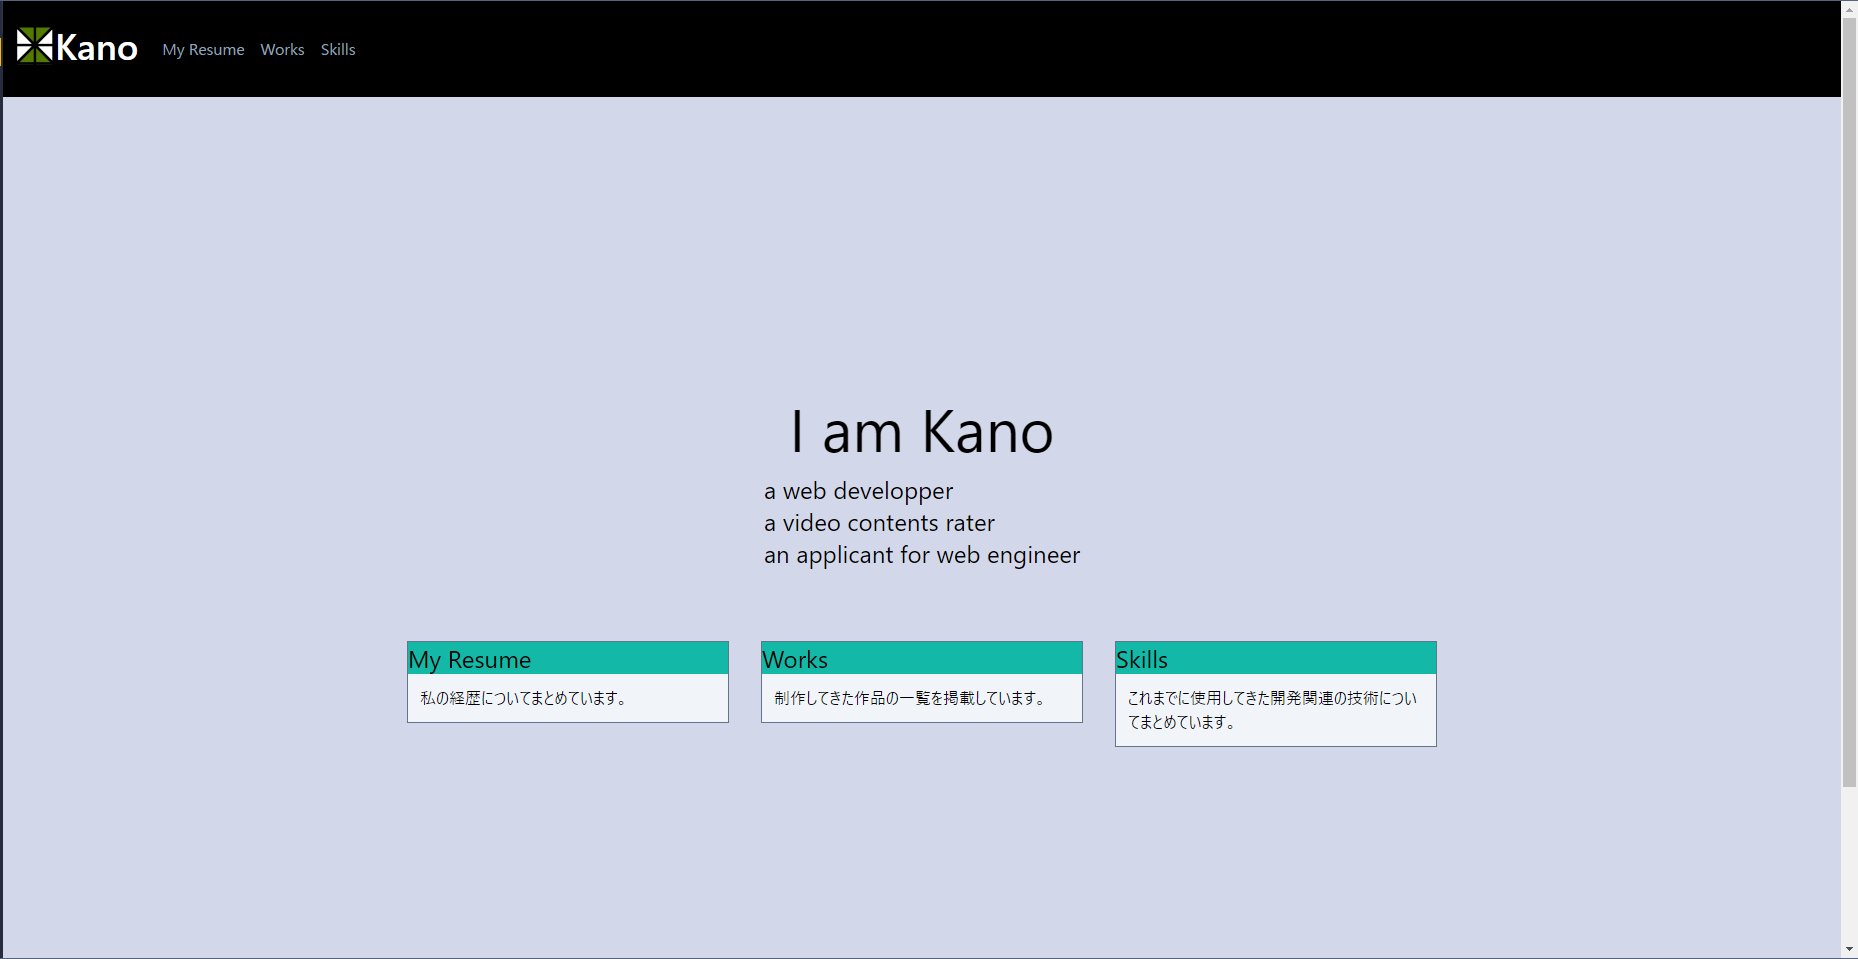 Kano
My Resume
Works
Skills
I am Kano
a web developper
a video contents rater
an applicant for web engineer
My Resume
私の経歴についてまとめています。
Works
制作してきた作品の一覧を掲載しています。
Skills
これまでに使用してきた開発関連の技術につい
てまとめています。